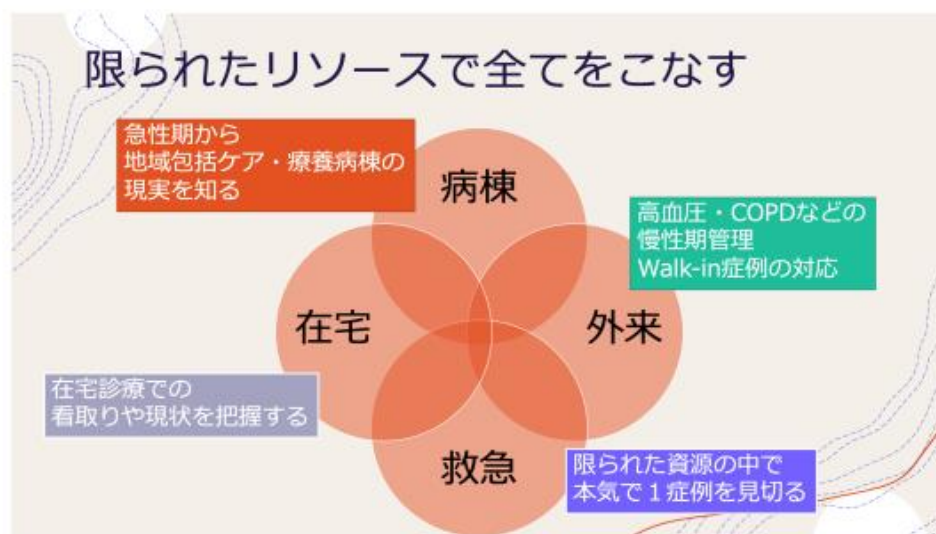 限られたリソースで全てをこなす
急性期から
地域包括ケア・療養病棟の
現実を知る
病棟
高血圧・COPDなどの
慢性期管理
Walk-in症例の対応
在宅
外来
在宅診療での
看取りや現状を把握する
救急
限られた資源の中で
本気で１症例を見切る